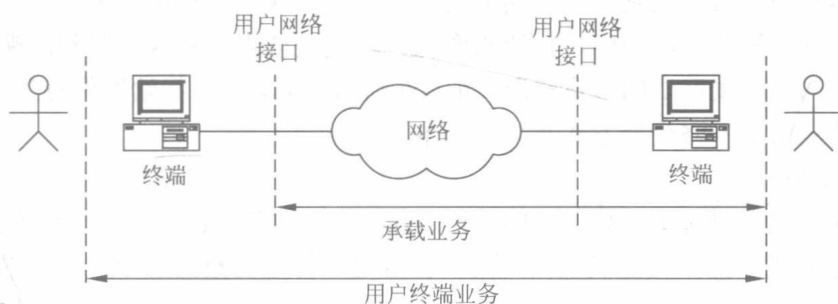 用户网络
接口
用户网络
接口
网络
终端
终端
承载业务
用户终端业务